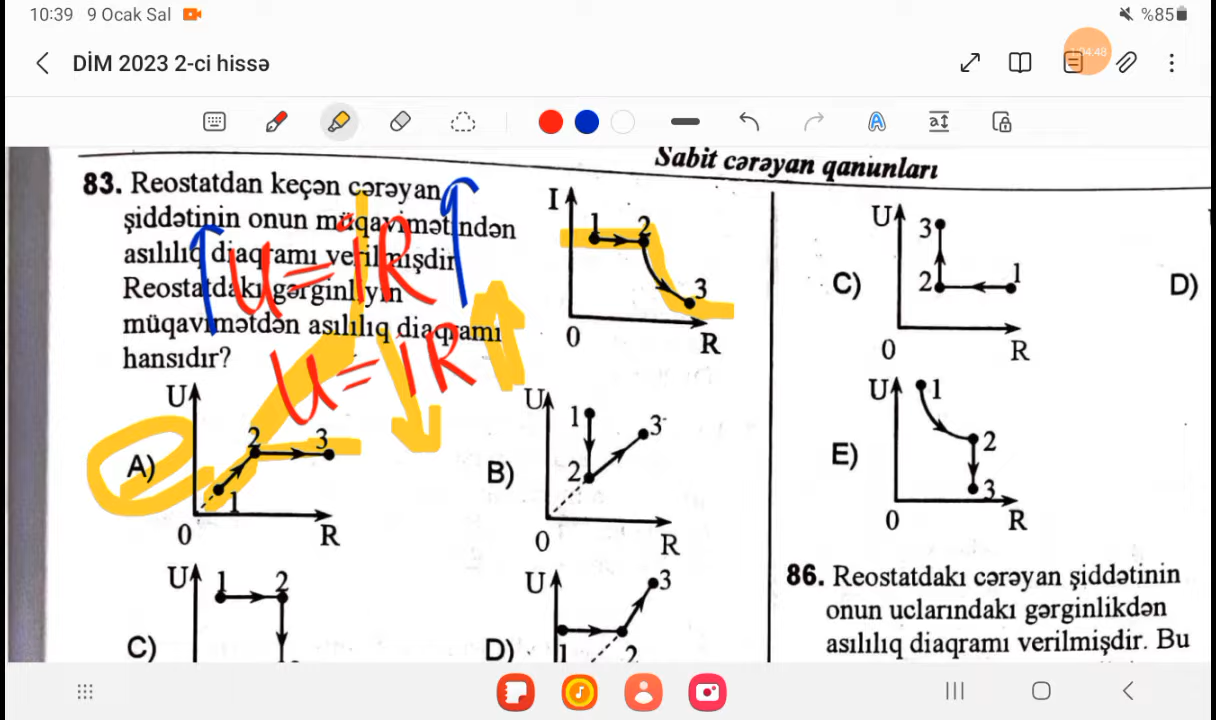 10:39 9 Ocak Sal
%85
1:04:48
DİM 2023 2-ci hissə
Sabit cərəyan qanunları
83. Reostatdan keçən cərəyan
şiddətinin onun müqavimətindən
asılılıq diaqramı verilmişdir.
Reostatdakı gərginliyin
müqavimətdən asılılıq diaqramı
hansıdır?
I
1
2
3
0
R
U=iR
U=iR
A)
U
1
2
3
0
R
B)
U
1
2
3
0
R
C)
U
1
2
D)
U
1
2
3
C)
U
3
2
1
0
R
D)
E)
U
1
2
3
0
R
86. Reostatdakı cərəyan şiddətinin
onun uclarındakı gərginlikdən
asılılıq diaqramı verilmişdir. Bu